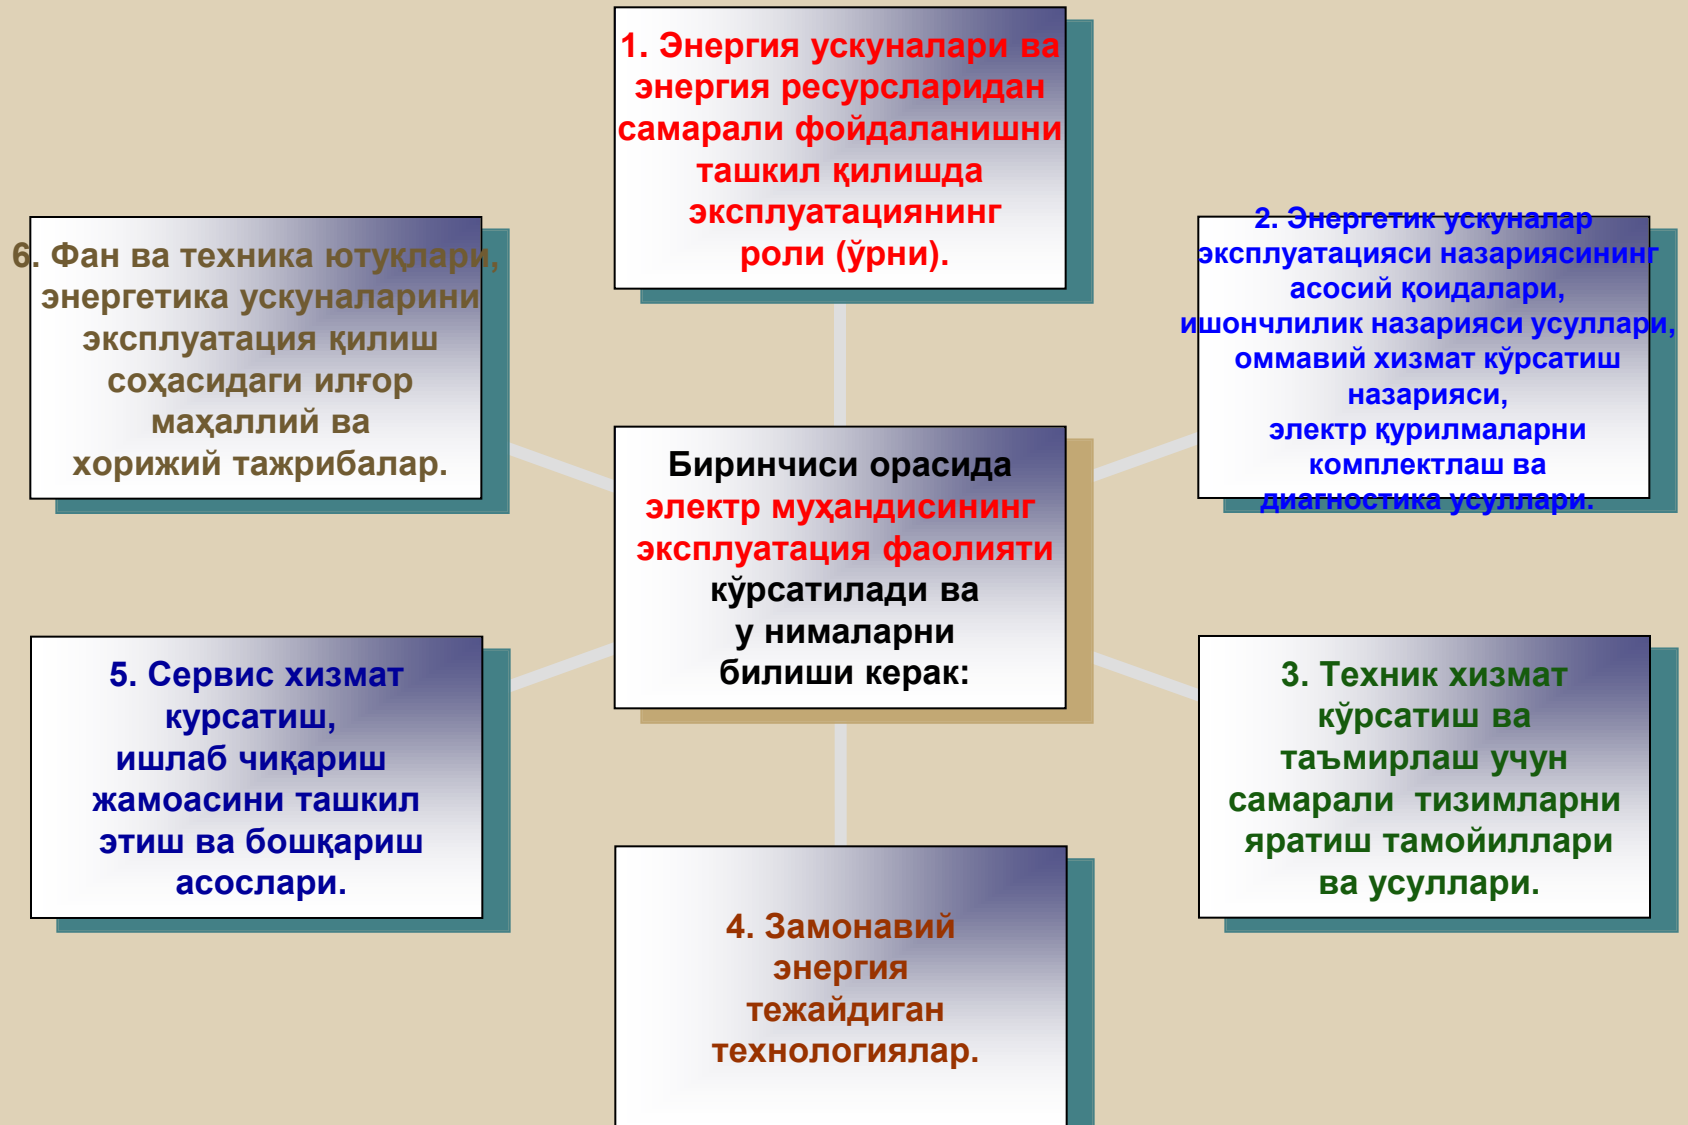 1. Энергия ускуналари ва
энергия ресурсларидан
самарали фойдаланишни
ташкил қилишда
эксплуатациянинг
роли (ўрни).
2. Энергетик ускуналар
эксплуатацияси назариясининг
асосий қоидалари,
ишончлилик назарияси усуллари,
оммавий хизмат кўрсатиш
назарияси,
электр қурилмаларни
комплектлаш ва
диагностика усуллари.
6. Фан ва техника ютуқлари,
энергетика ускуналарини
эксплуатация қилиш
соҳасидаги илғор
маҳаллий ва
хорижий тажрибалар.
Биринчиси орасида
электр муҳандисининг
эксплуатация фаолияти
кўрсатилади ва
у нималарни
билиши керак:
5. Сервис хизмат
курсатиш,
ишлаб чиқариш
жамоасини ташкил
этиш ва бошқариш
асослари.
3. Техник хизмат
кўрсатиш ва
таъмирлаш учун
самарали тизимларни
яратиш тамойиллари
ва усуллари.
4. Замонавий
энергия
тежайдиган
технологиялар.